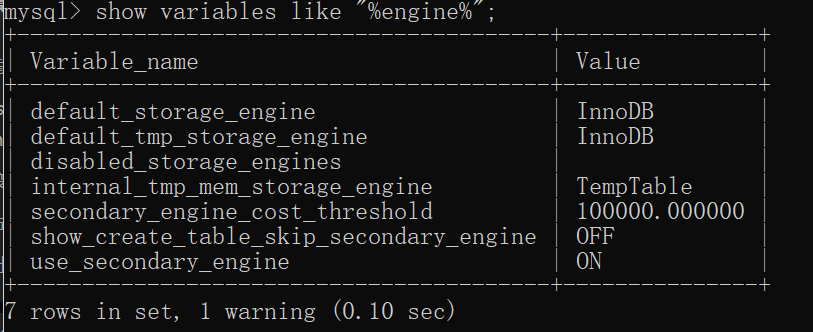 mysql> show variables like "%engine%";
+-------------------------------------------+---------------+
| Variable_name | Value |
+-------------------------------------------+---------------+
| default_storage_engine | InnoDB |
| default_tmp_storage_engine | InnoDB |
| disabled_storage_engines | |
| internal_tmp_mem_storage_engine | TempTable |
| secondary_engine_cost_threshold | 100000.000000 |
| show_create_table_skip_secondary_engine | OFF |
| use_secondary_engine | ON |
+-------------------------------------------+---------------+
7 rows in set, 1 warning (0.10 sec)